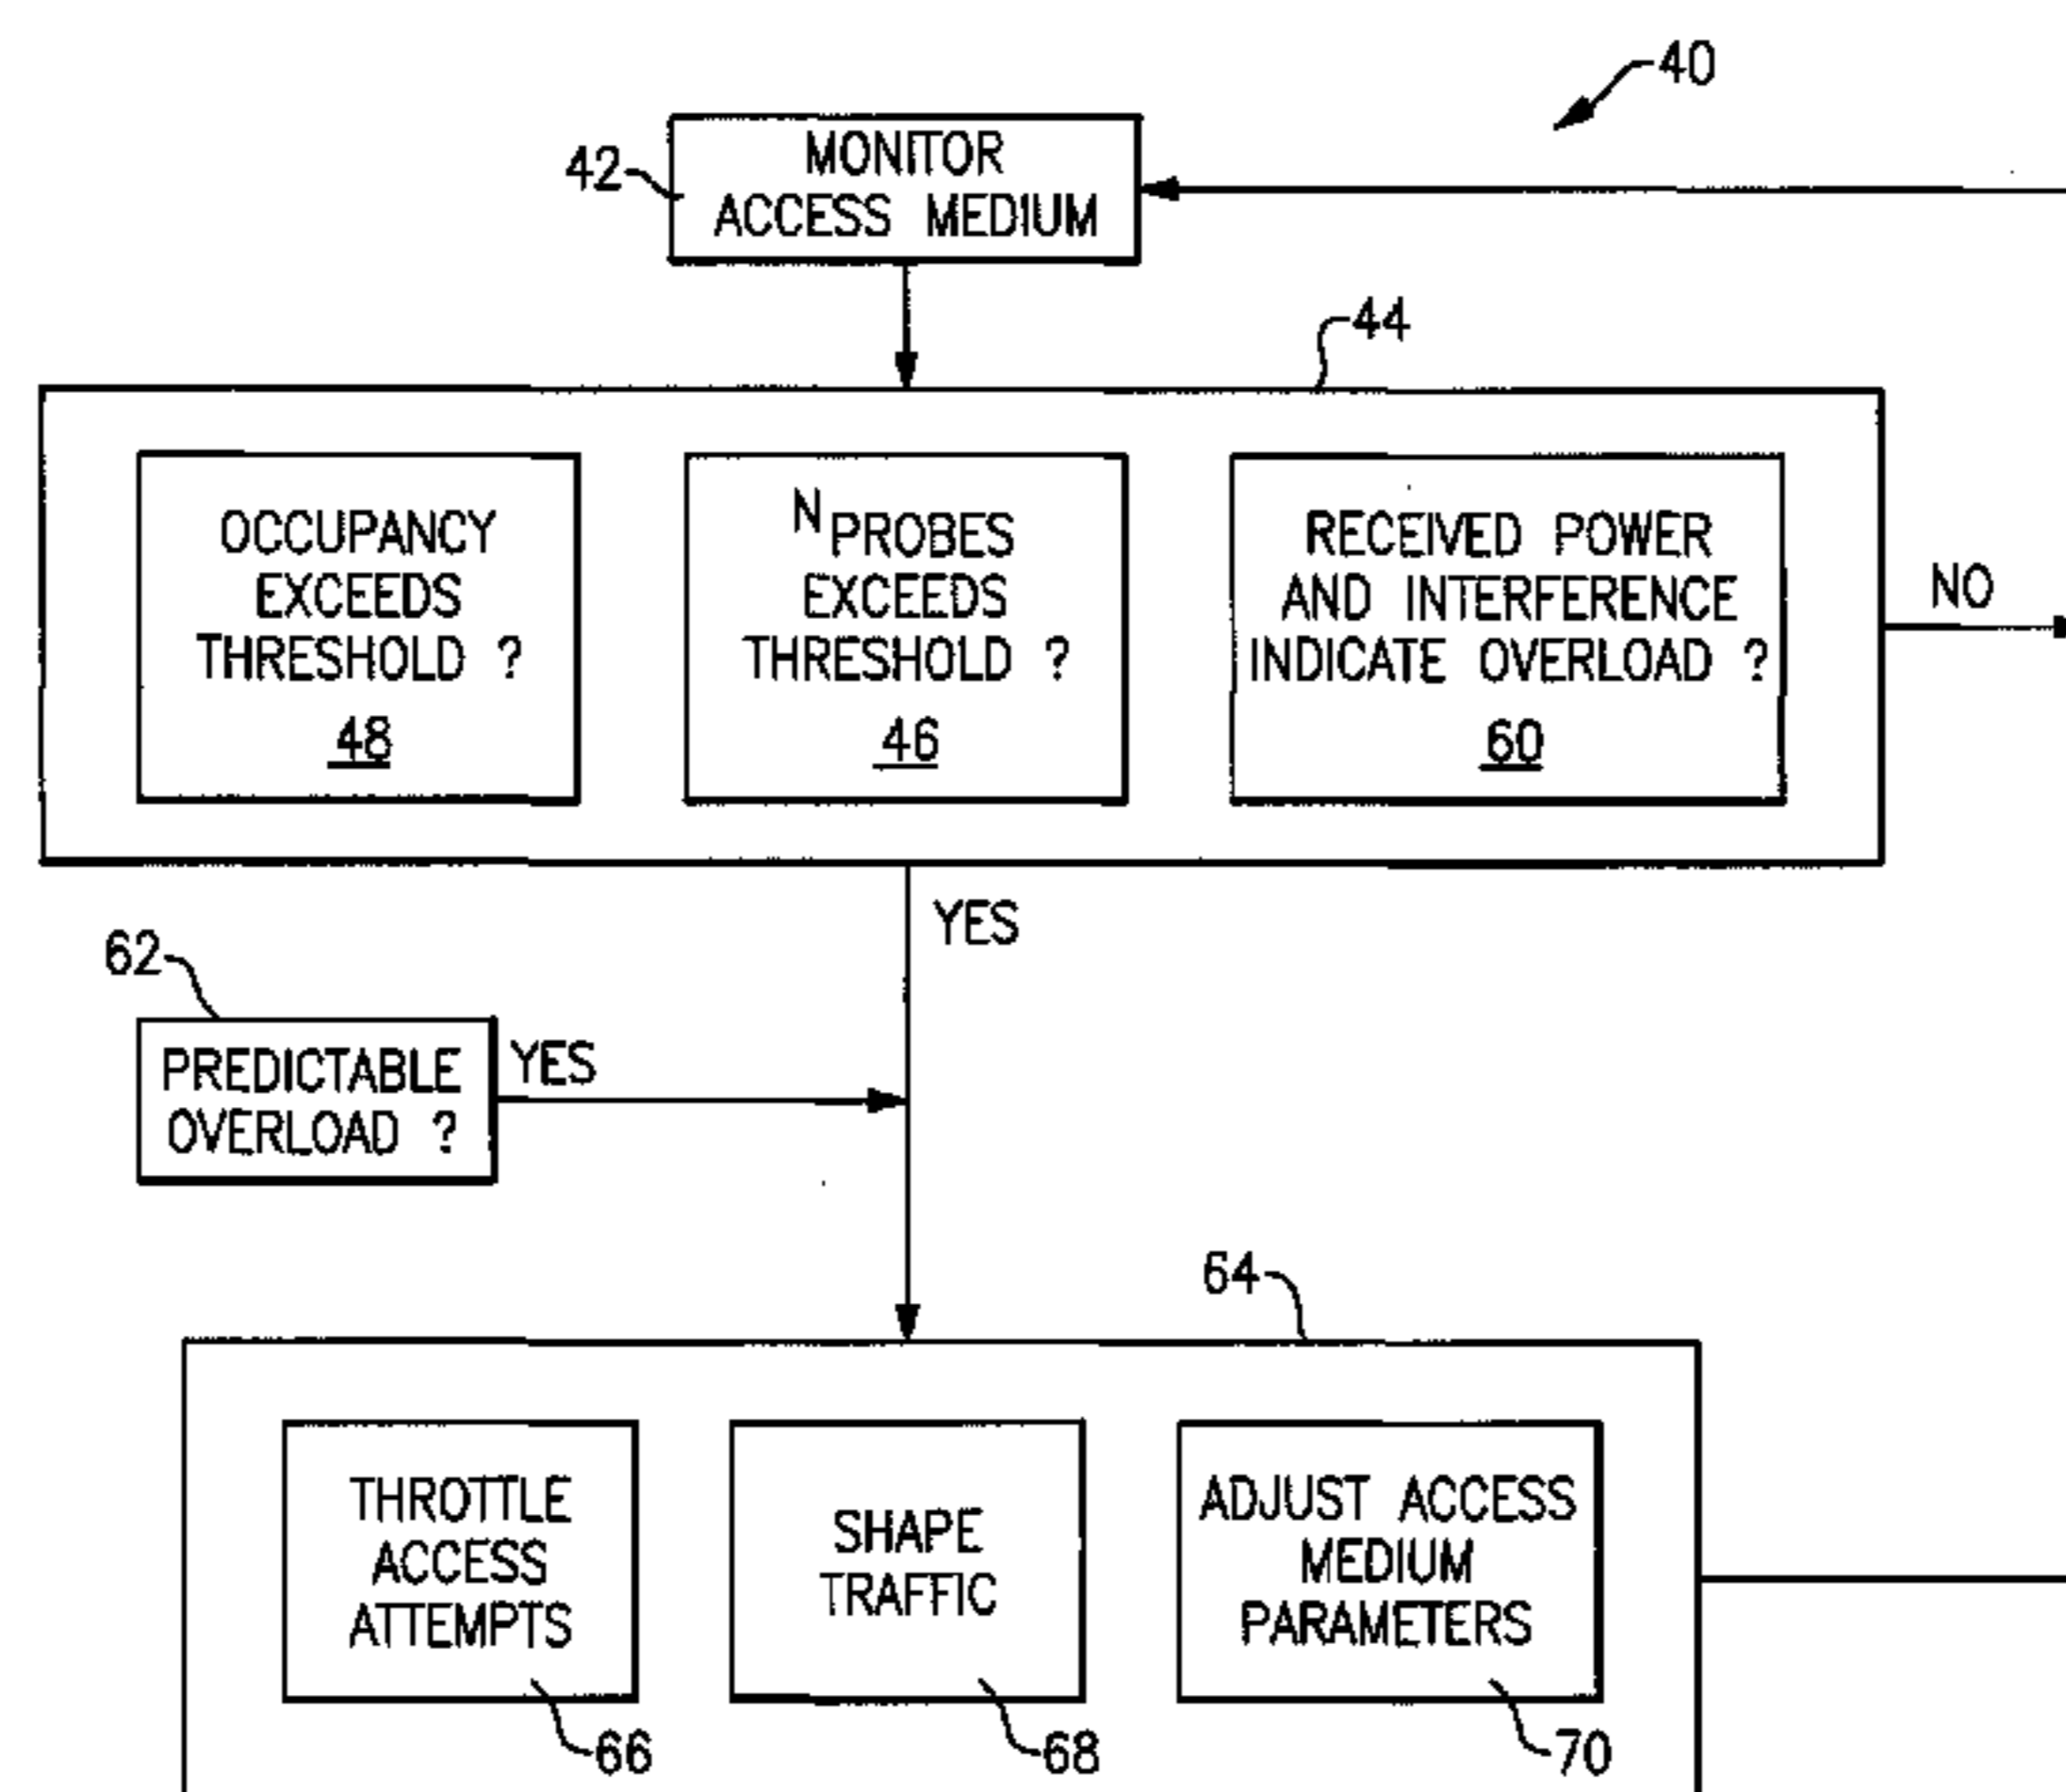 40
42
MONITOR
ACCESS MEDIUM
44
OCCUPANCY
EXCEEDS
THRESHOLD ?
48
N PROBES
EXCEEDS
THRESHOLD ?
46
RECEIVED POWER
AND INTERFERENCE
INDICATE OVERLOAD ?
60
NO
YES
62
PREDICTABLE
OVERLOAD ?
YES
64
THROTTLE
ACCESS
ATTEMPTS
66
SHAPE
TRAFFIC
68
ADJUST ACCESS
MEDIUM
PARAMETERS
70